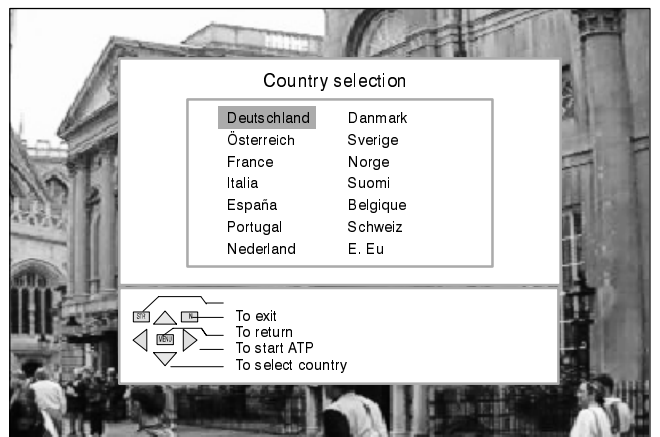 Country selection
Deutschland Danmark
Österreich Sverige
France Norge
Italia Suomi
España Belgique
Portugal Schweiz
Nederland E. Eu
STR N
To exit
To return
MENU
To start ATP
To select country